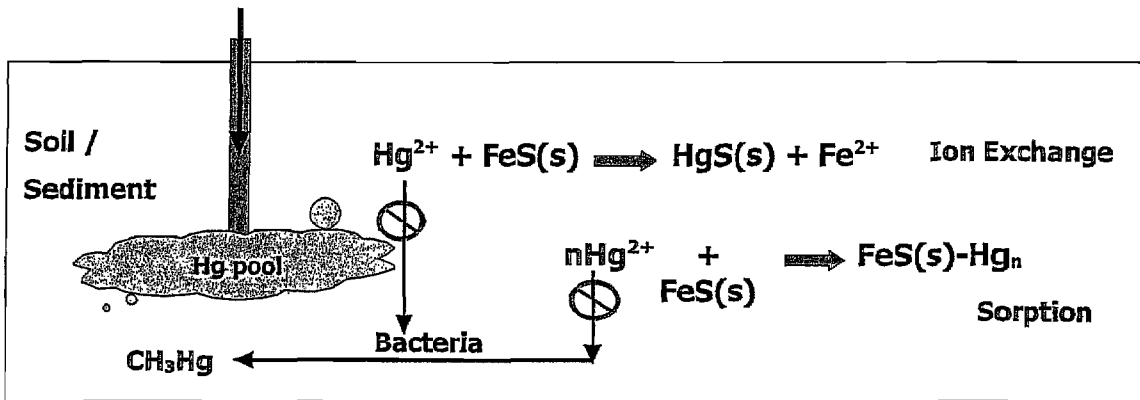 Soil /
Sediment
Hg²⁺ + FeS(s) HgS(s) + Fe²⁺ Ion Exchange
Hg pool
nHg²⁺ + FeS(s)-Hgₙ
FeS(s)
Sorption
Bacteria
CH₃Hg